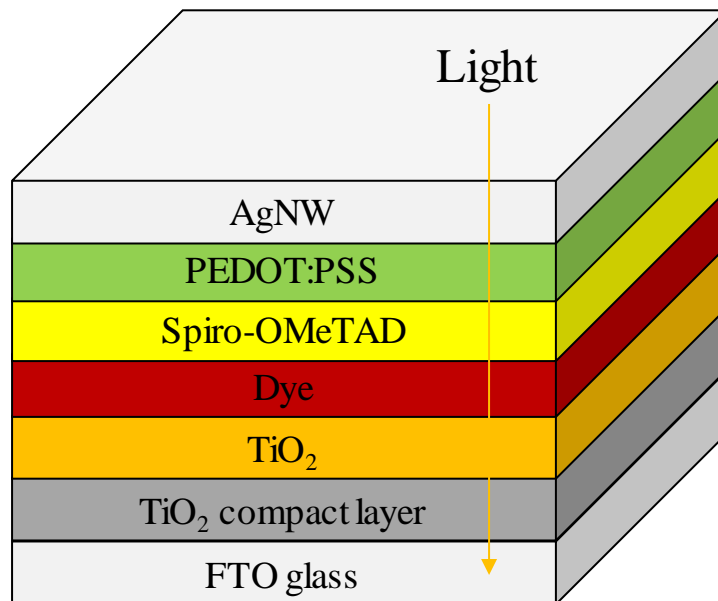 Light
AgNW
PEDOT:PSS
Spiro-OMeTAD
Dye
TiO₂
TiO₂ compact layer
FTO glass